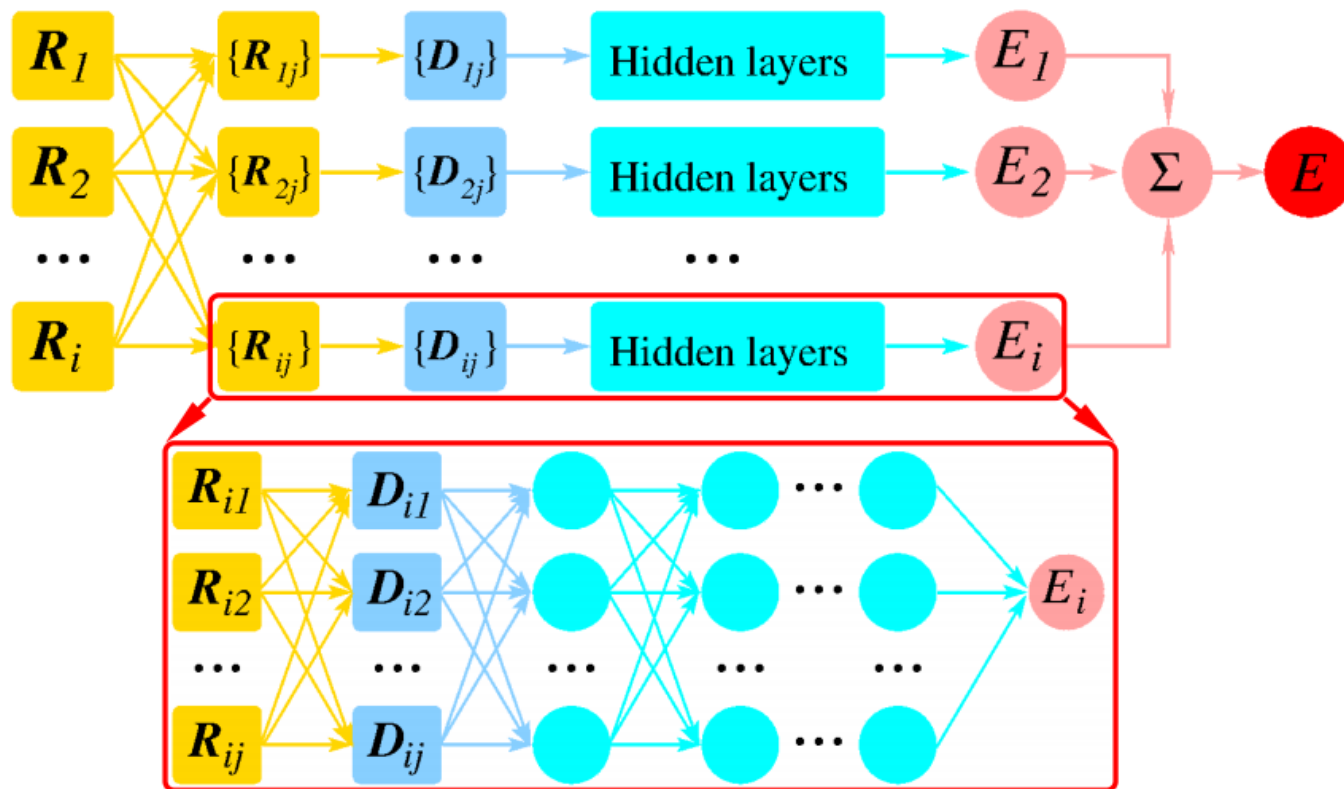 R1 {R1j} {D1j} Hidden layers E1
R2 {R2j} {D2j} Hidden layers E2 Σ E
... ... ... ...
Ri {Rij} {Dij} Hidden layers Ei
Ri1 Di1 ...
Ri2 Di2 ... Ei
... ... ... ... ...
Rij Dij ...